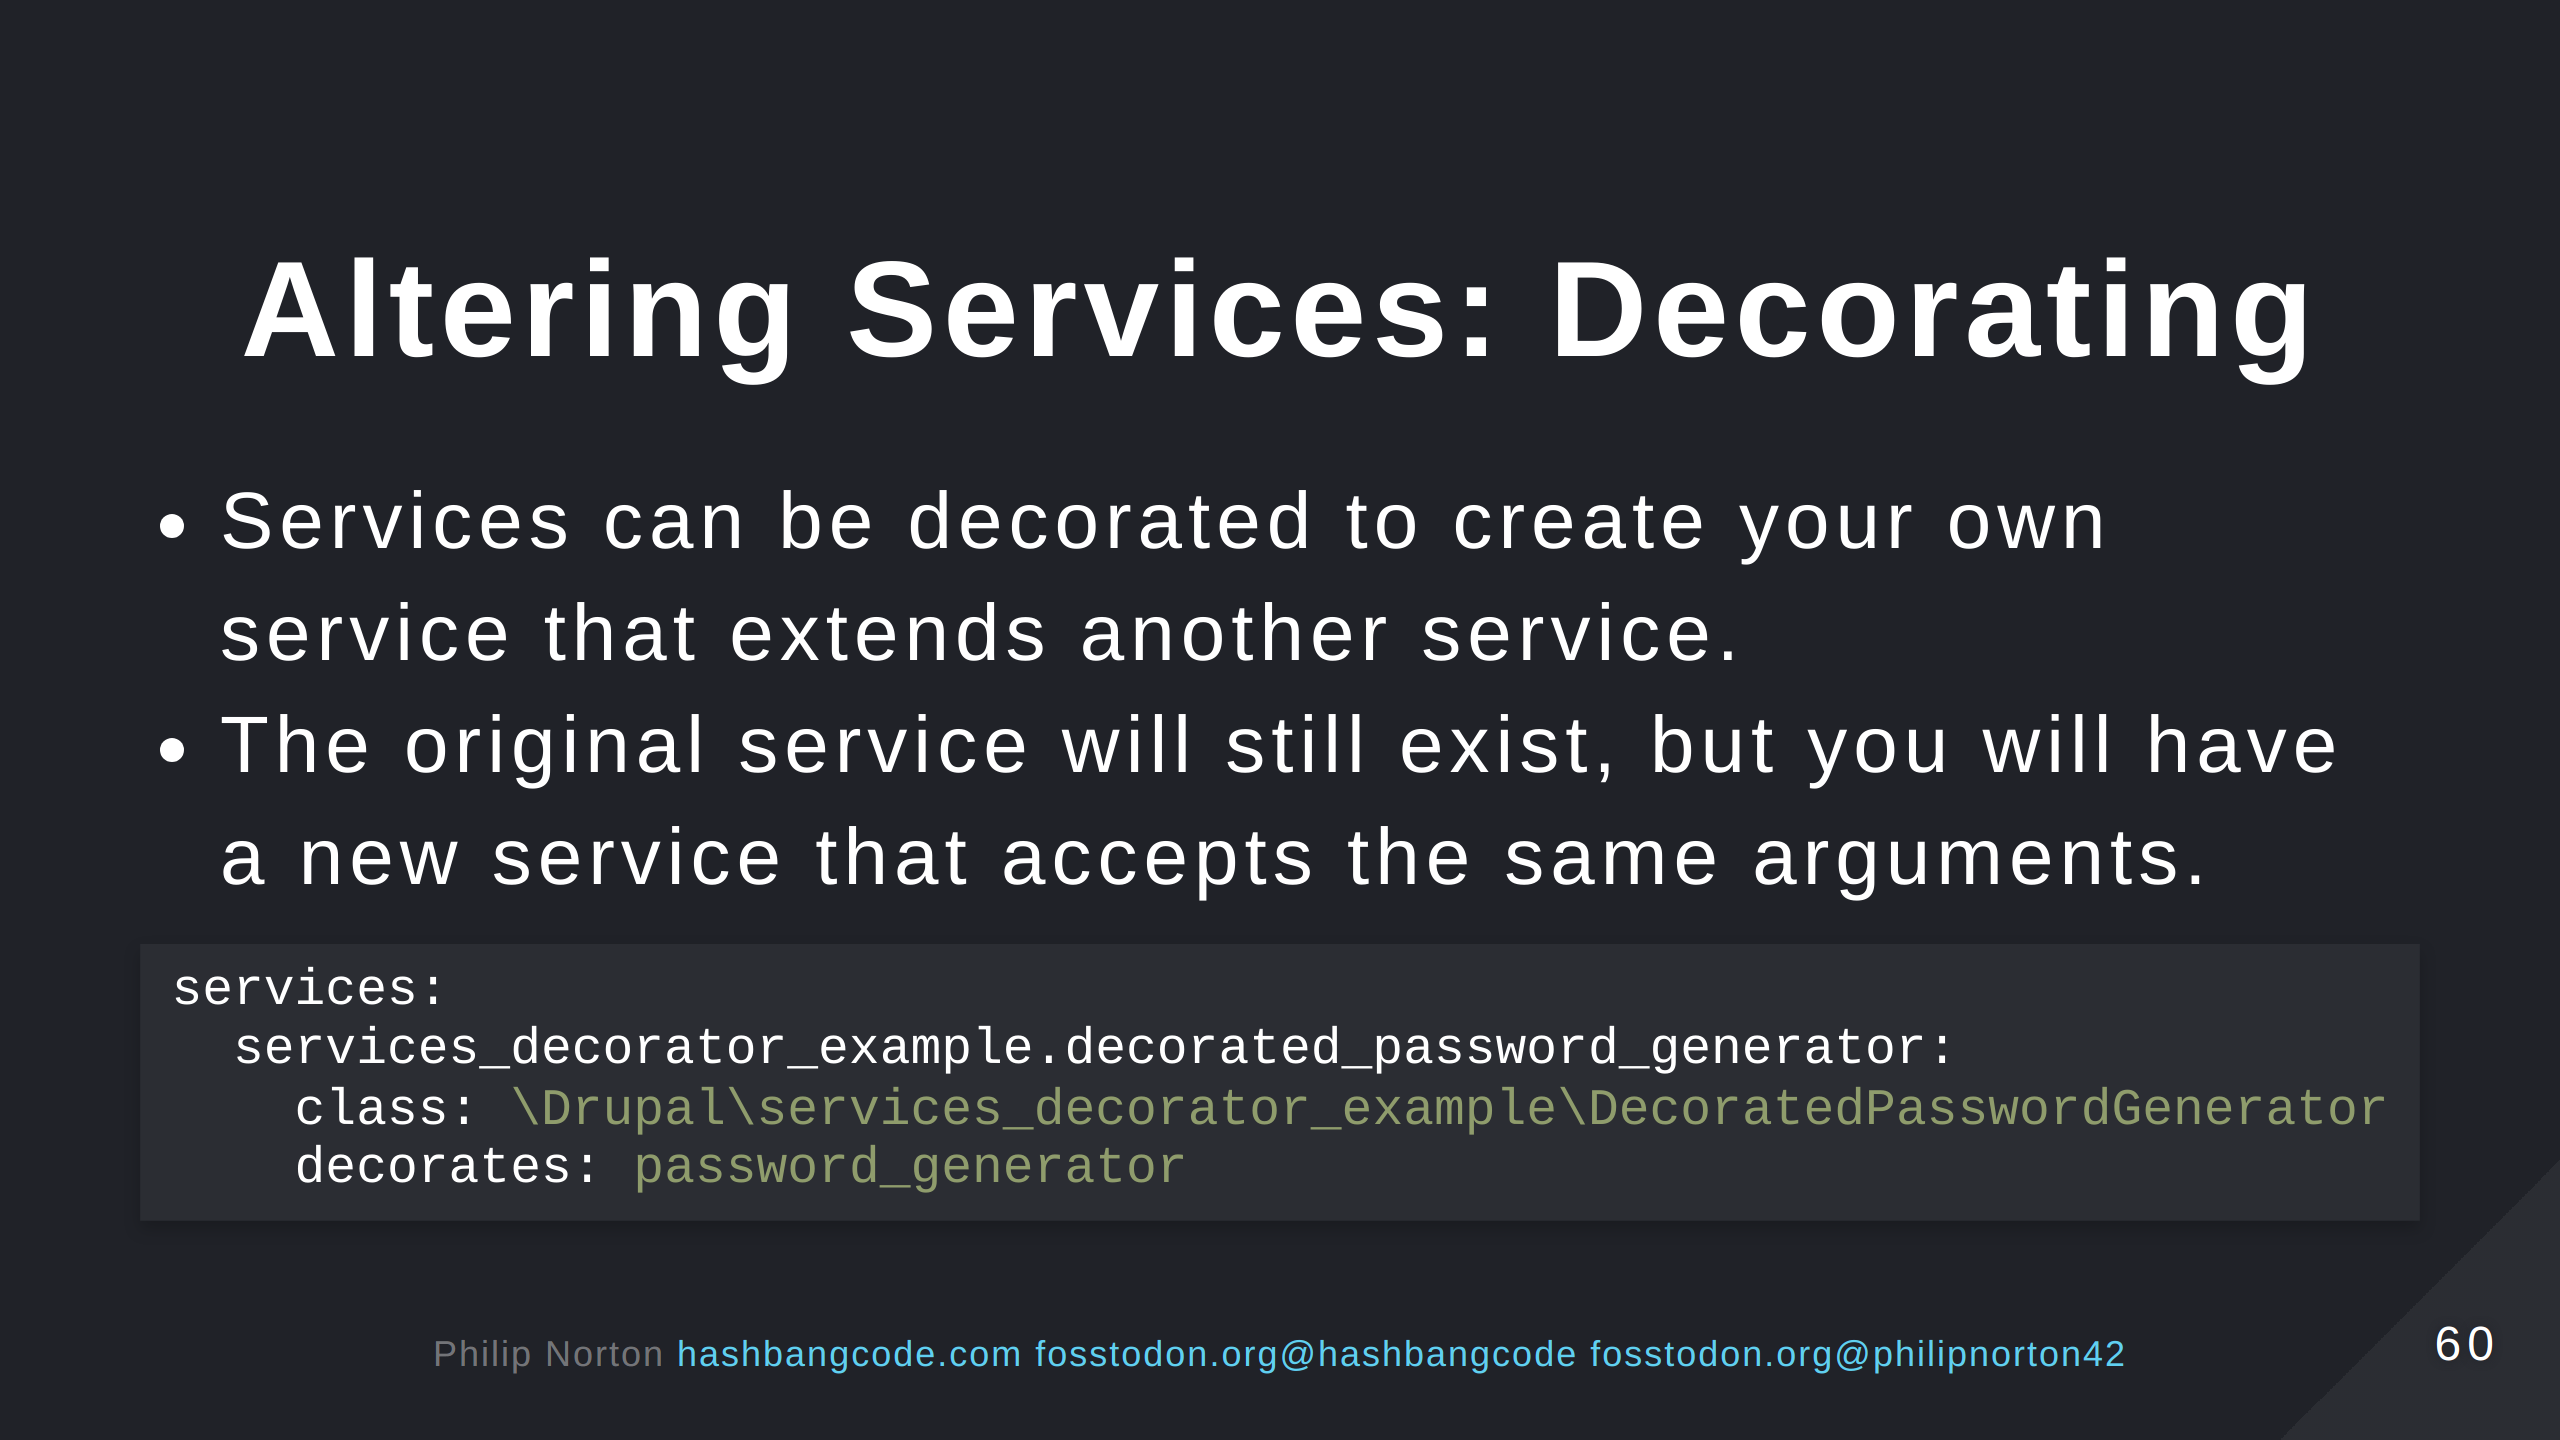 Altering Services: Decorating
• Services can be decorated to create your own
service that extends another service.
• The original service will still exist, but you will have
a new service that accepts the same arguments.
services:
  services_decorator_example.decorated_password_generator:
    class: \Drupal\services_decorator_example\DecoratedPasswordGenerator
    decorates: password_generator
Philip Norton hashbangcode.com fosstodon.org@hashbangcode fosstodon.org@philipnorton42
60